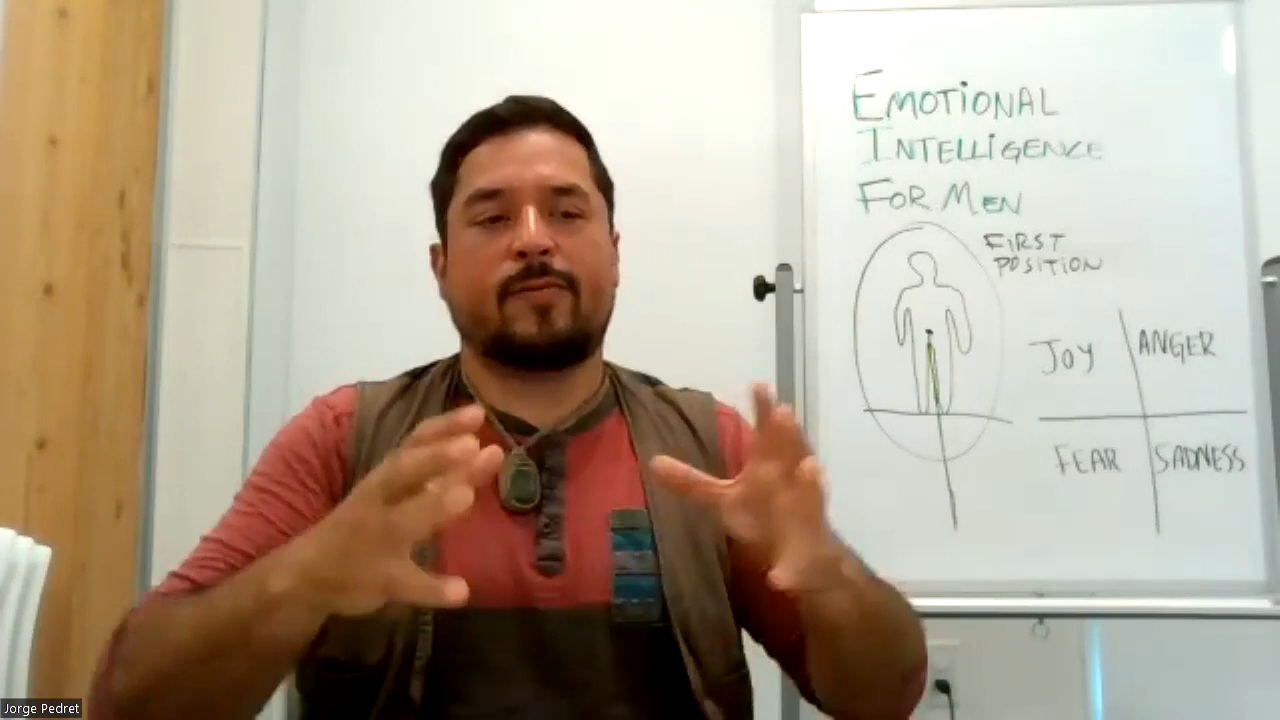 EMOTIONAL
INTELLIGENCE
FOR MEN
FIRST
POSITION
JOY
ANGER
FEAR
SADNESS
Jorge Pedret